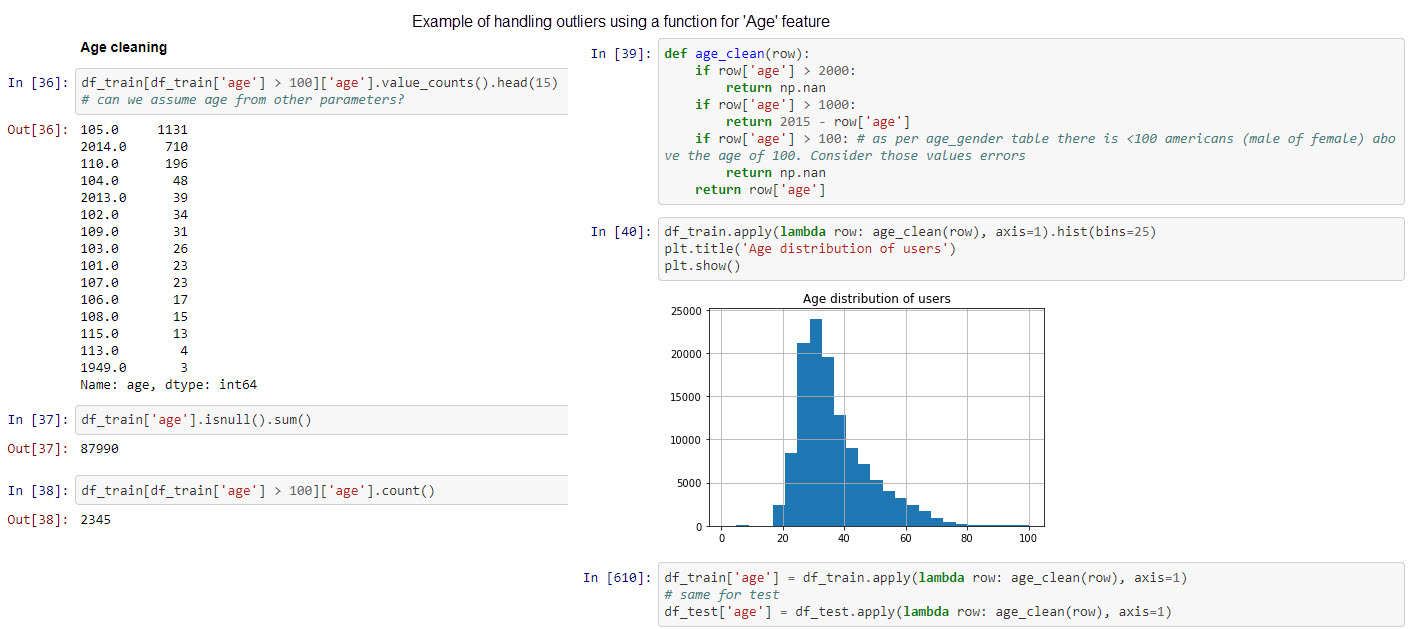 Example of handling outliers using a function for 'Age' feature
Age cleaning
In [36]: df_train[df_train['age'] > 100]['age'].value_counts().head(15)
# can we assume age from other parameters?
Out[36]: 105.0 1131
2014.0 710
110.0 196
104.0 48
2013.0 39
102.0 34
109.0 31
103.0 26
101.0 23
107.0 23
106.0 17
108.0 15
115.0 13
113.0 4
1949.0 3
Name: age, dtype: int64
In [37]: df_train['age'].isnull().sum()
Out[37]: 87990
In [38]: df_train[df_train['age'] > 100]['age'].count()
Out[38]: 2345
In [39]: def age_clean(row):
if row['age'] > 2000:
return np.nan
if row['age'] > 1000:
return 2015 - row['age']
if row['age'] > 100: # as per age_gender table there is <100 americans (male of female) abo
ve the age of 100. Consider those values errors
return np.nan
return row['age']
In [40]: df_train.apply(lambda row: age_clean(row), axis=1).hist(bins=25)
plt.title('Age distribution of users')
plt.show()
Age distribution of users
25000
20000
15000
10000
5000
0
0 20 40 60 80 100
In [610]: df_train['age'] = df_train.apply(lambda row: age_clean(row), axis=1)
# same for test
df_test['age'] = df_test.apply(lambda row: age_clean(row), axis=1)